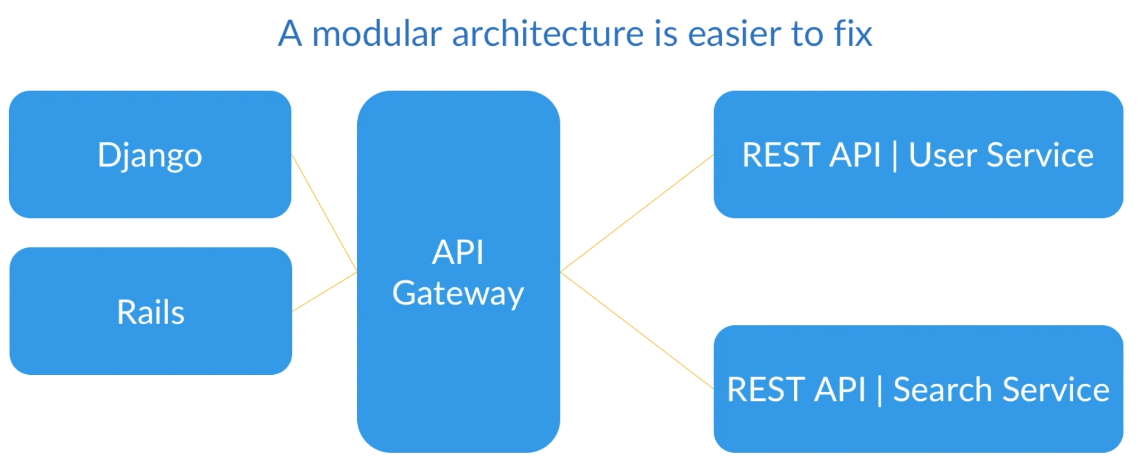 A modular architecture is easier to fix
Django
Rails
API
Gateway
REST API | User Service
REST API | Search Service